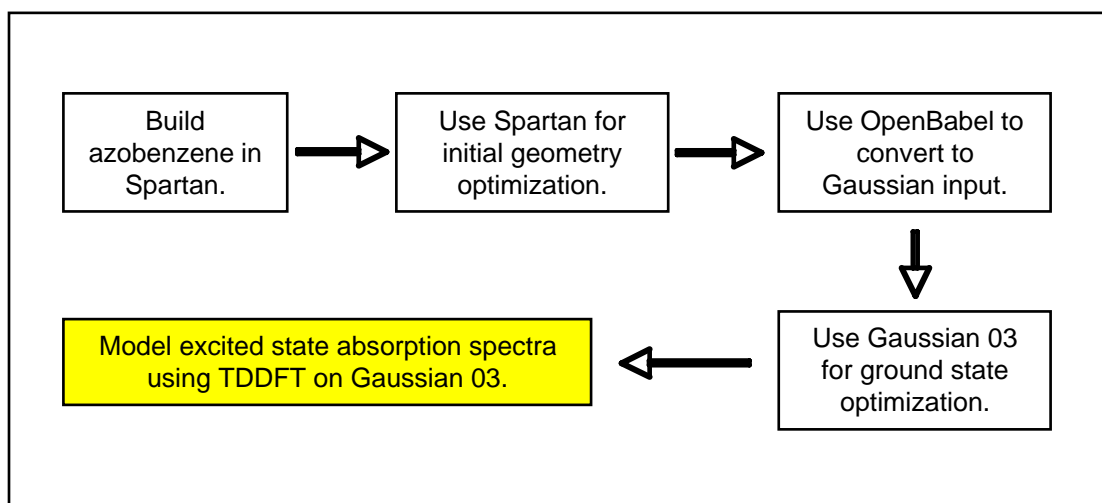 Build
azobenzene in
Spartan.
Use Spartan for
initial geometry
optimization.
Use OpenBabel to
convert to
Gaussian input.
Use Gaussian 03
for ground state
optimization.
Model excited state absorption spectra
using TDDFT on Gaussian 03.